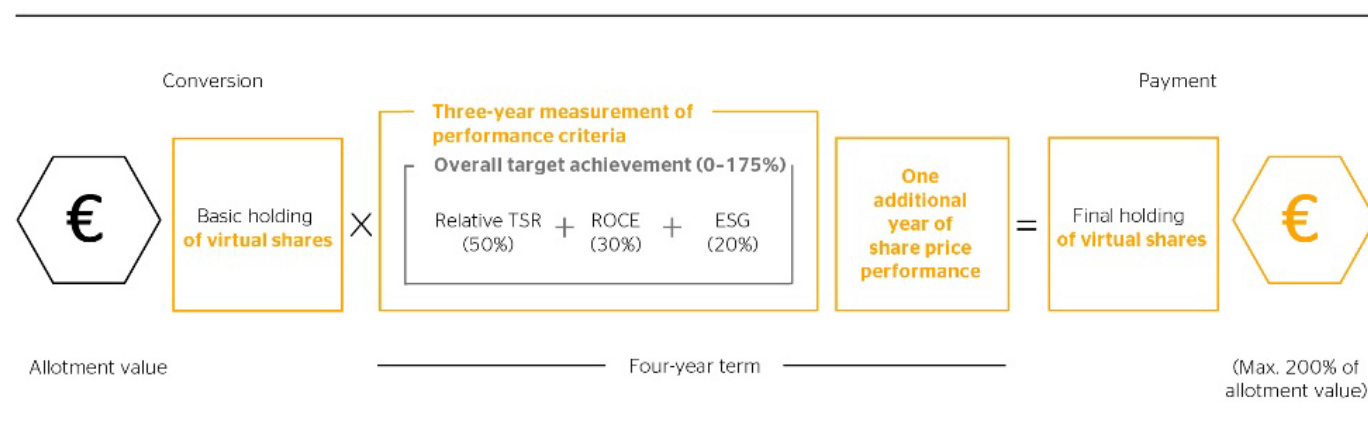 Conversion
Payment
Three-year measurement of
performance criteria
Overall target achievement (0–175%)
€
Basic holding
of virtual shares
X
Relative TSR
(50%)
+
ROCE
(30%)
+
ESG
(20%)
One
additional
year of
share price
performance
=
Final holding
of virtual shares
€
Allotment value
Four-year term
(Max. 200% of
allotment value)